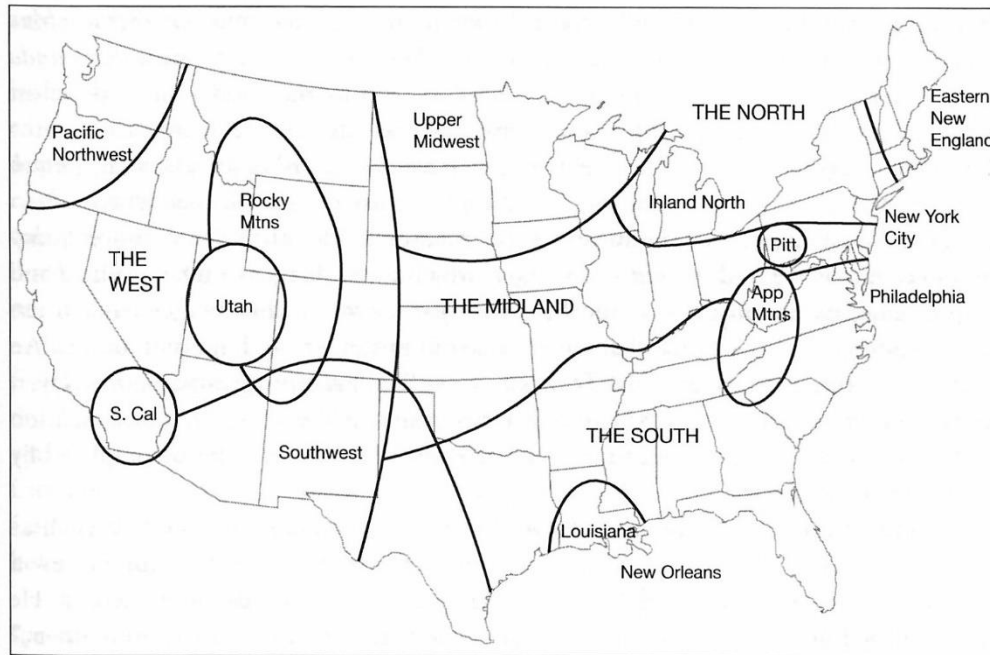 THE NORTH
Eastern
New
England
Upper
Midwest
Pacific
Northwest
Rocky
Mtns
Inland North
New York
City
Pitt
THE
WEST
Utah
THE MIDLAND
App
Mtns
Philadelphia
S. Cal
THE SOUTH
Southwest
Louisiana
New Orleans